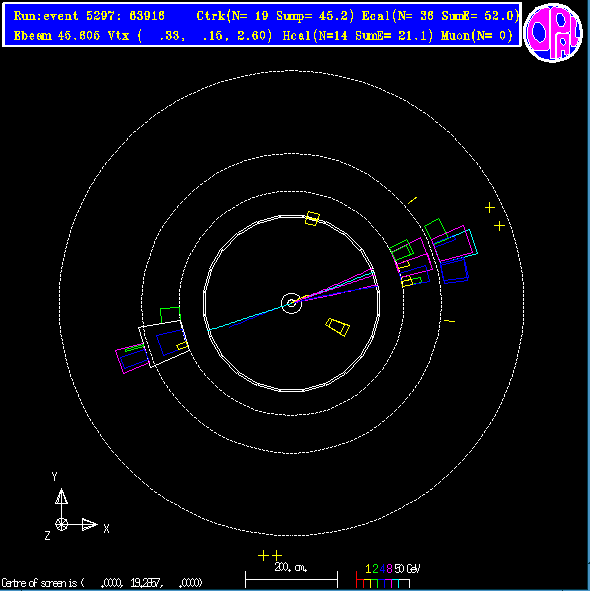 Run:event 5297: 63916 Ctrk(N= 19 Sump= 45.2) Ecal(N= 36 SumE= 52.0)
Ebeam 45.605 Vtx ( .33, .15, 2.60) Hcal(N=14 SumE= 21.1) Muon(N= 0)
OPAL
Y
X
Z
200. cm.
1 2 4 8 50 GeV
Centre of screen is ( .0000, 19.2857, .0000)